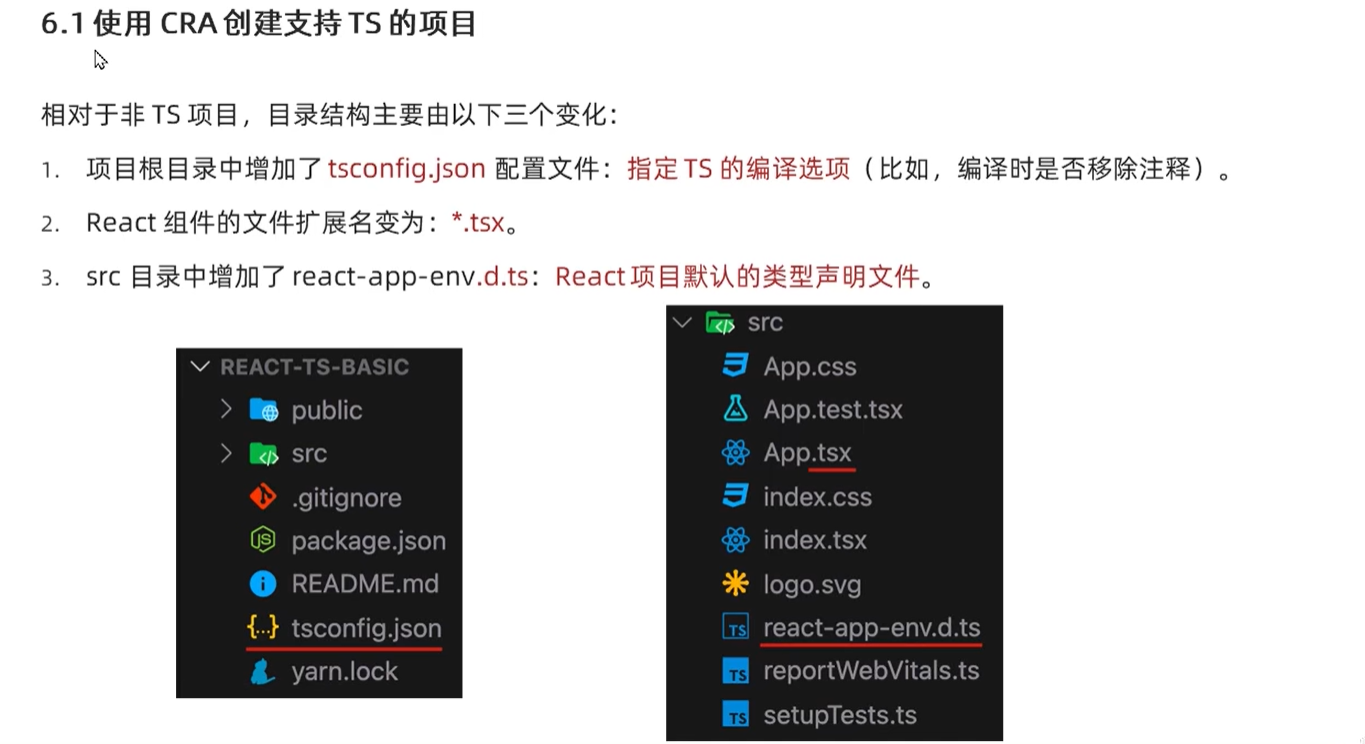 6.1 使用 CRA 创建支持 TS 的项目
相对于非 TS 项目，目录结构主要由以下三个变化：
1. 项目根目录中增加了 tsconfig.json 配置文件：指定 TS 的编译选项（比如，编译时是否移除注释）。
2. React 组件的文件扩展名变为：*.tsx。
3. src 目录中增加了 react-app-env.d.ts：React 项目默认的类型声明文件。
REACT-TS-BASIC
public
src
.gitignore
package.json
README.md
tsconfig.json
yarn.lock
src
App.css
App.test.tsx
App.tsx
index.css
index.tsx
logo.svg
react-app-env.d.ts
reportWebVitals.ts
setupTests.ts